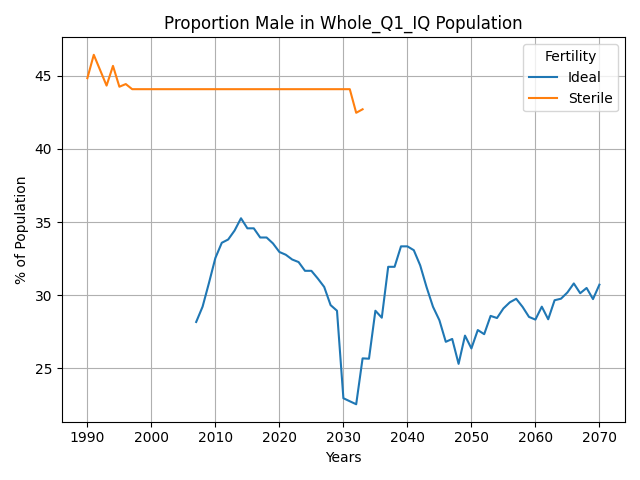 Proportion Male in Whole_Q1_IQ Population
Fertility
Ideal
Sterile
% of Population
45
40
35
30
25
1990 2000 2010 2020 2030 2040 2050 2060 2070
Years